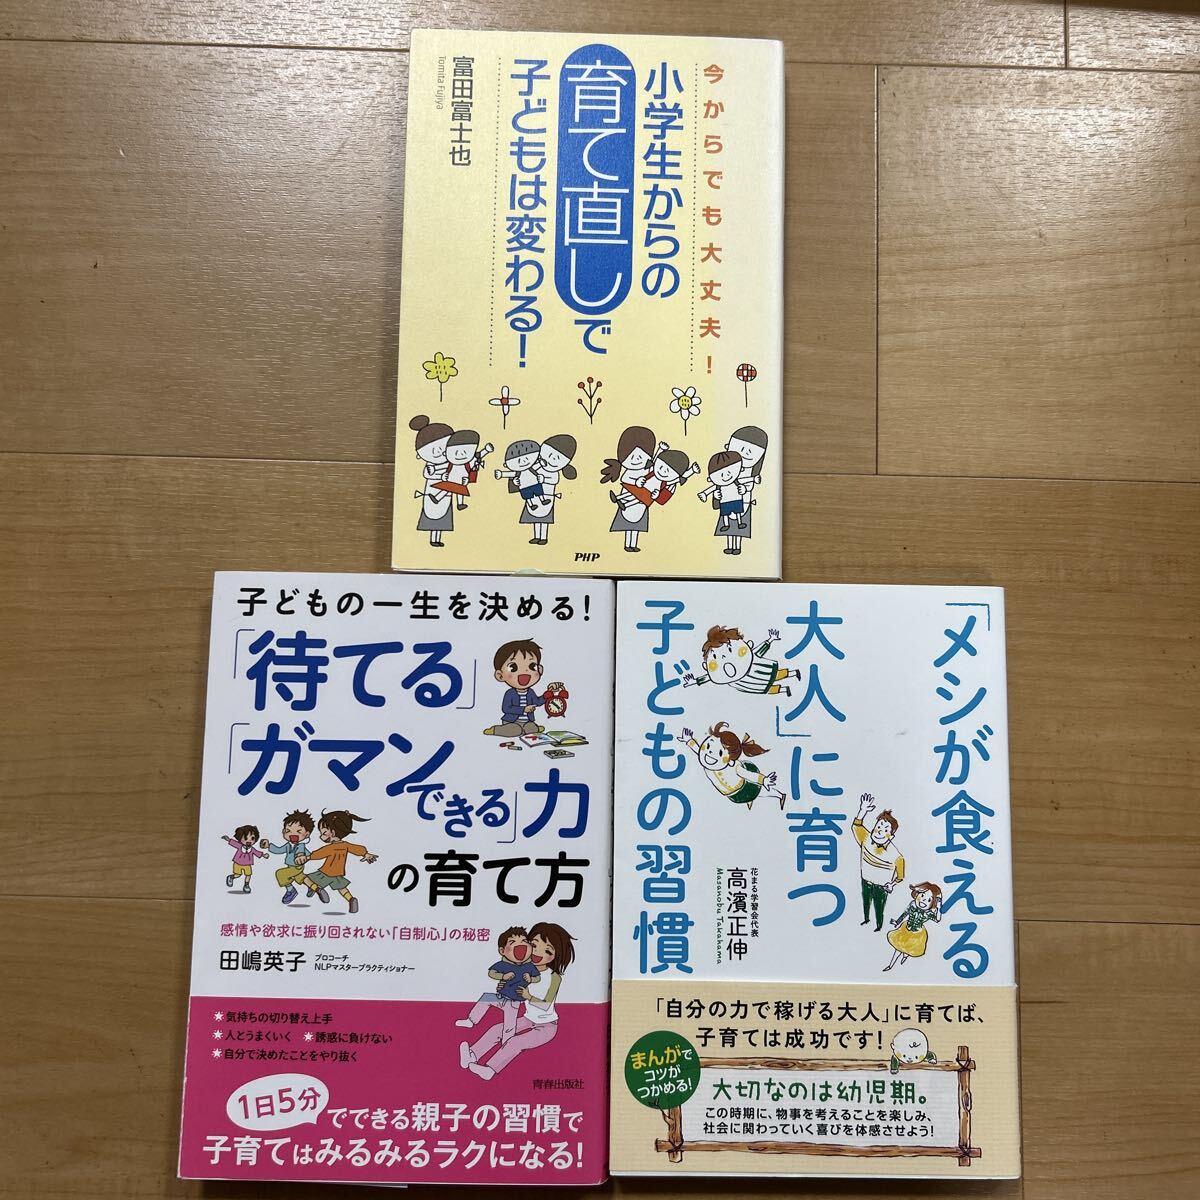 今からでも大丈夫!
小学生からの
育て直しで
子どもは変わる!
富田富士也
Tomita Fujiya
PHP
子どもの一生を決める!
「待てる」
「ガマンできる」力
の育て方
感情や欲求に振り回されない「自制心」の秘密
田嶋英子
プロコーチ
NLPマスタープラクティショナー
★気持ちの切り替え上手
★人とうまくいく ★誘惑に負けない
★自分で決めたことをやり抜く
青春出版社
1日5分でできる親子の習慣で
子育てはみるみるラクになる!
「メシが食える
大人」に育つ
子どもの習慣
花まる学習会代表
高濱正伸
Masanobu Takahama
「自分の力で稼げる大人」に育てば、
子育ては成功です!
まんがで
コツが
つかめる!
大切なのは幼児期。
この時期に、物事を考えることを楽しみ、
社会に関わっていく喜びを体感させよう!